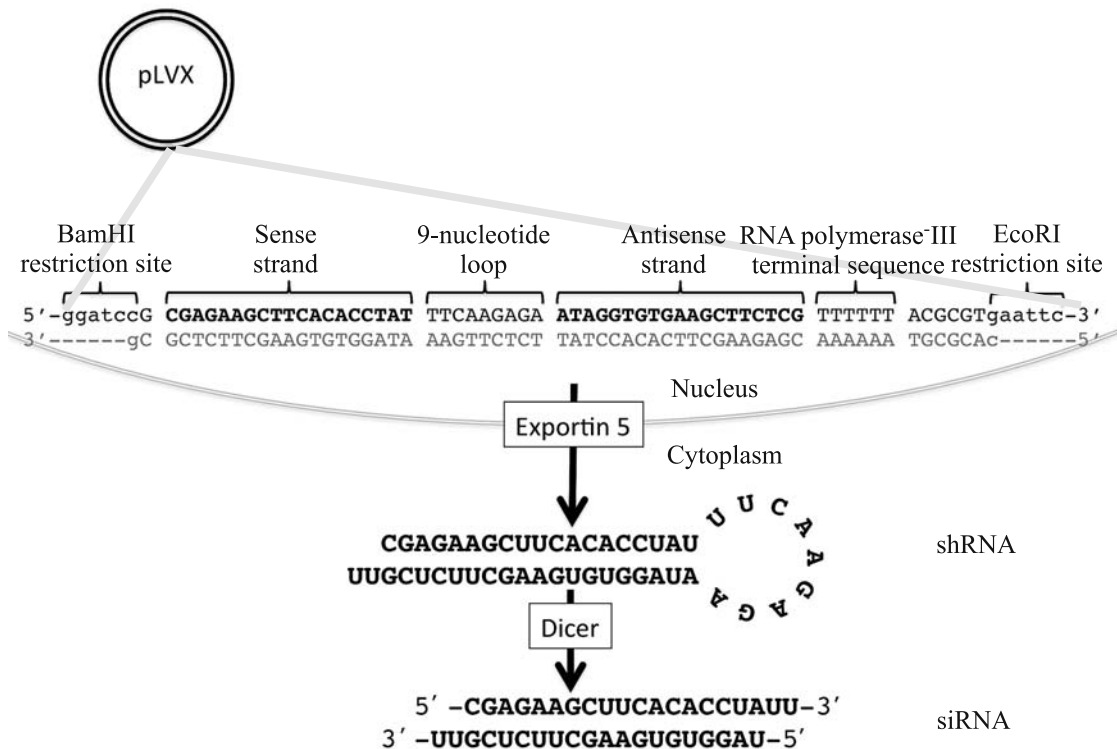 pLVX
BamHI restriction site
Sense strand
9-nucleotide loop
Antisense strand
RNA polymerase-III terminal sequence
EcoRI restriction site
5′-ggatccGC CGAGAAGCTTCACACCTAT TTCAAGAGA ATAGGTGTGAAGCTTCTCG TTTTTT ACGCGTgaattc-3′
3′------gC GCTCTTCGAAGTGTGGATA AAGTTCTCT TATCCACACTTCGAAGAGC AAAAAA TGCGCAc------5′
Nucleus
Exportin 5
Cytoplasm
CGAGAAGCUUCACACCUAU UUCAAGAGA
UUGCUCUUCGAAGUGUGGAUA
shRNA
Dicer
5′ -CGAGAAGCUUCACACCUAUU-3′
3′ -UUGCUCUUCGAAGUGUGGAU-5′
siRNA